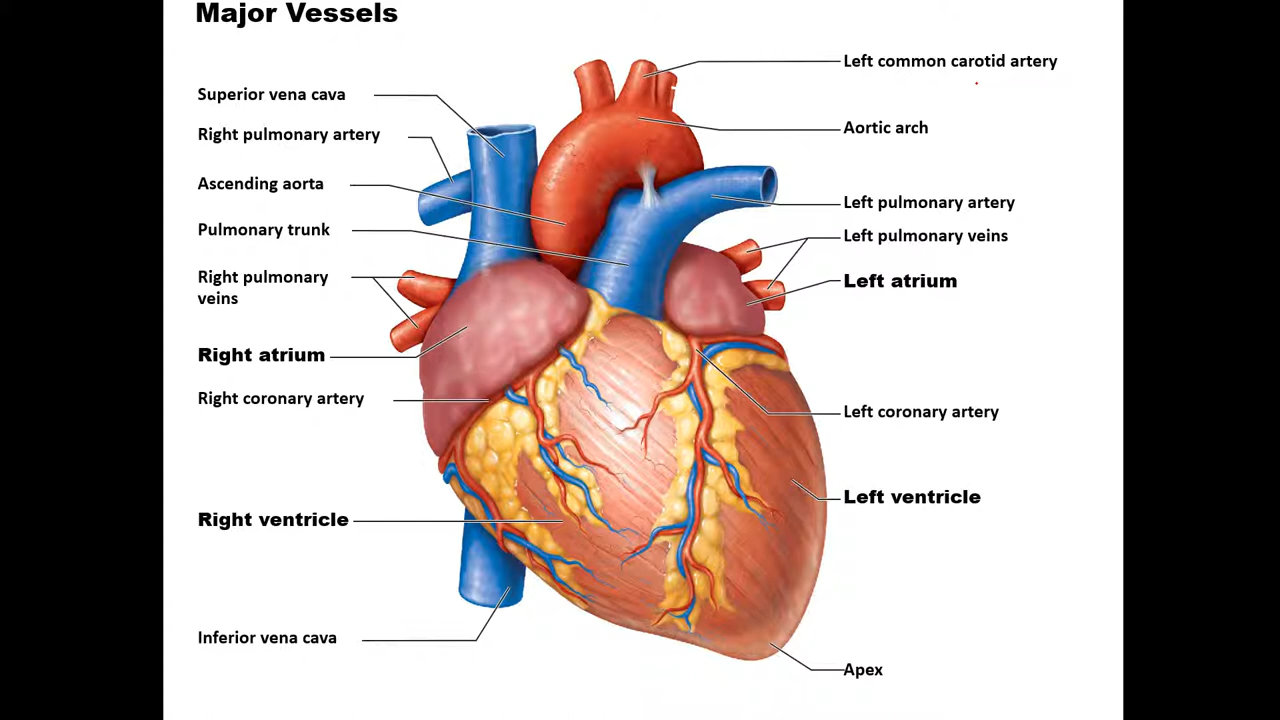 Major Vessels
Superior vena cava
Right pulmonary artery
Ascending aorta
Pulmonary trunk
Right pulmonary
veins
Right atrium
Right coronary artery
Right ventricle
Inferior vena cava
Left common carotid artery
Aortic arch
Left pulmonary artery
Left pulmonary veins
Left atrium
Left coronary artery
Left ventricle
Apex